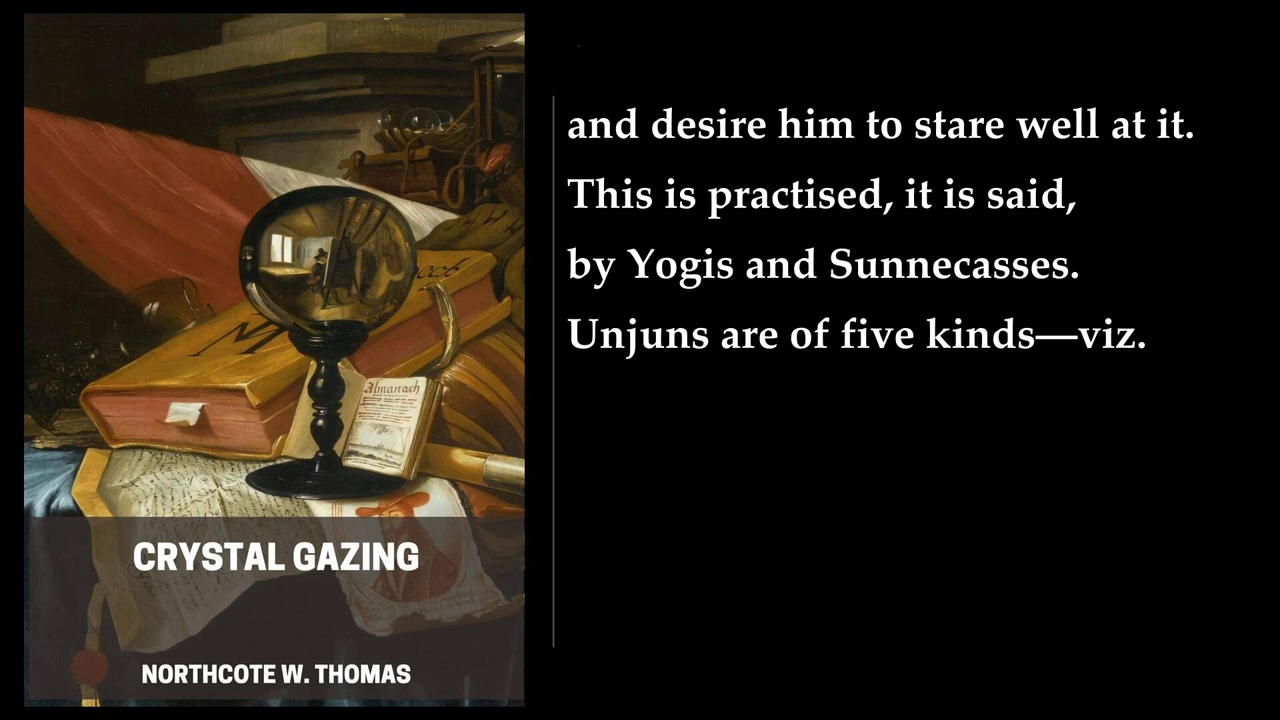 and desire him to stare well at it.
This is practised, it is said,
by Yogis and Sunnecasses.
Unjuns are of five kinds—viz.
Almanach
M
CRYSTAL GAZING
NORTHCOTE W. THOMAS